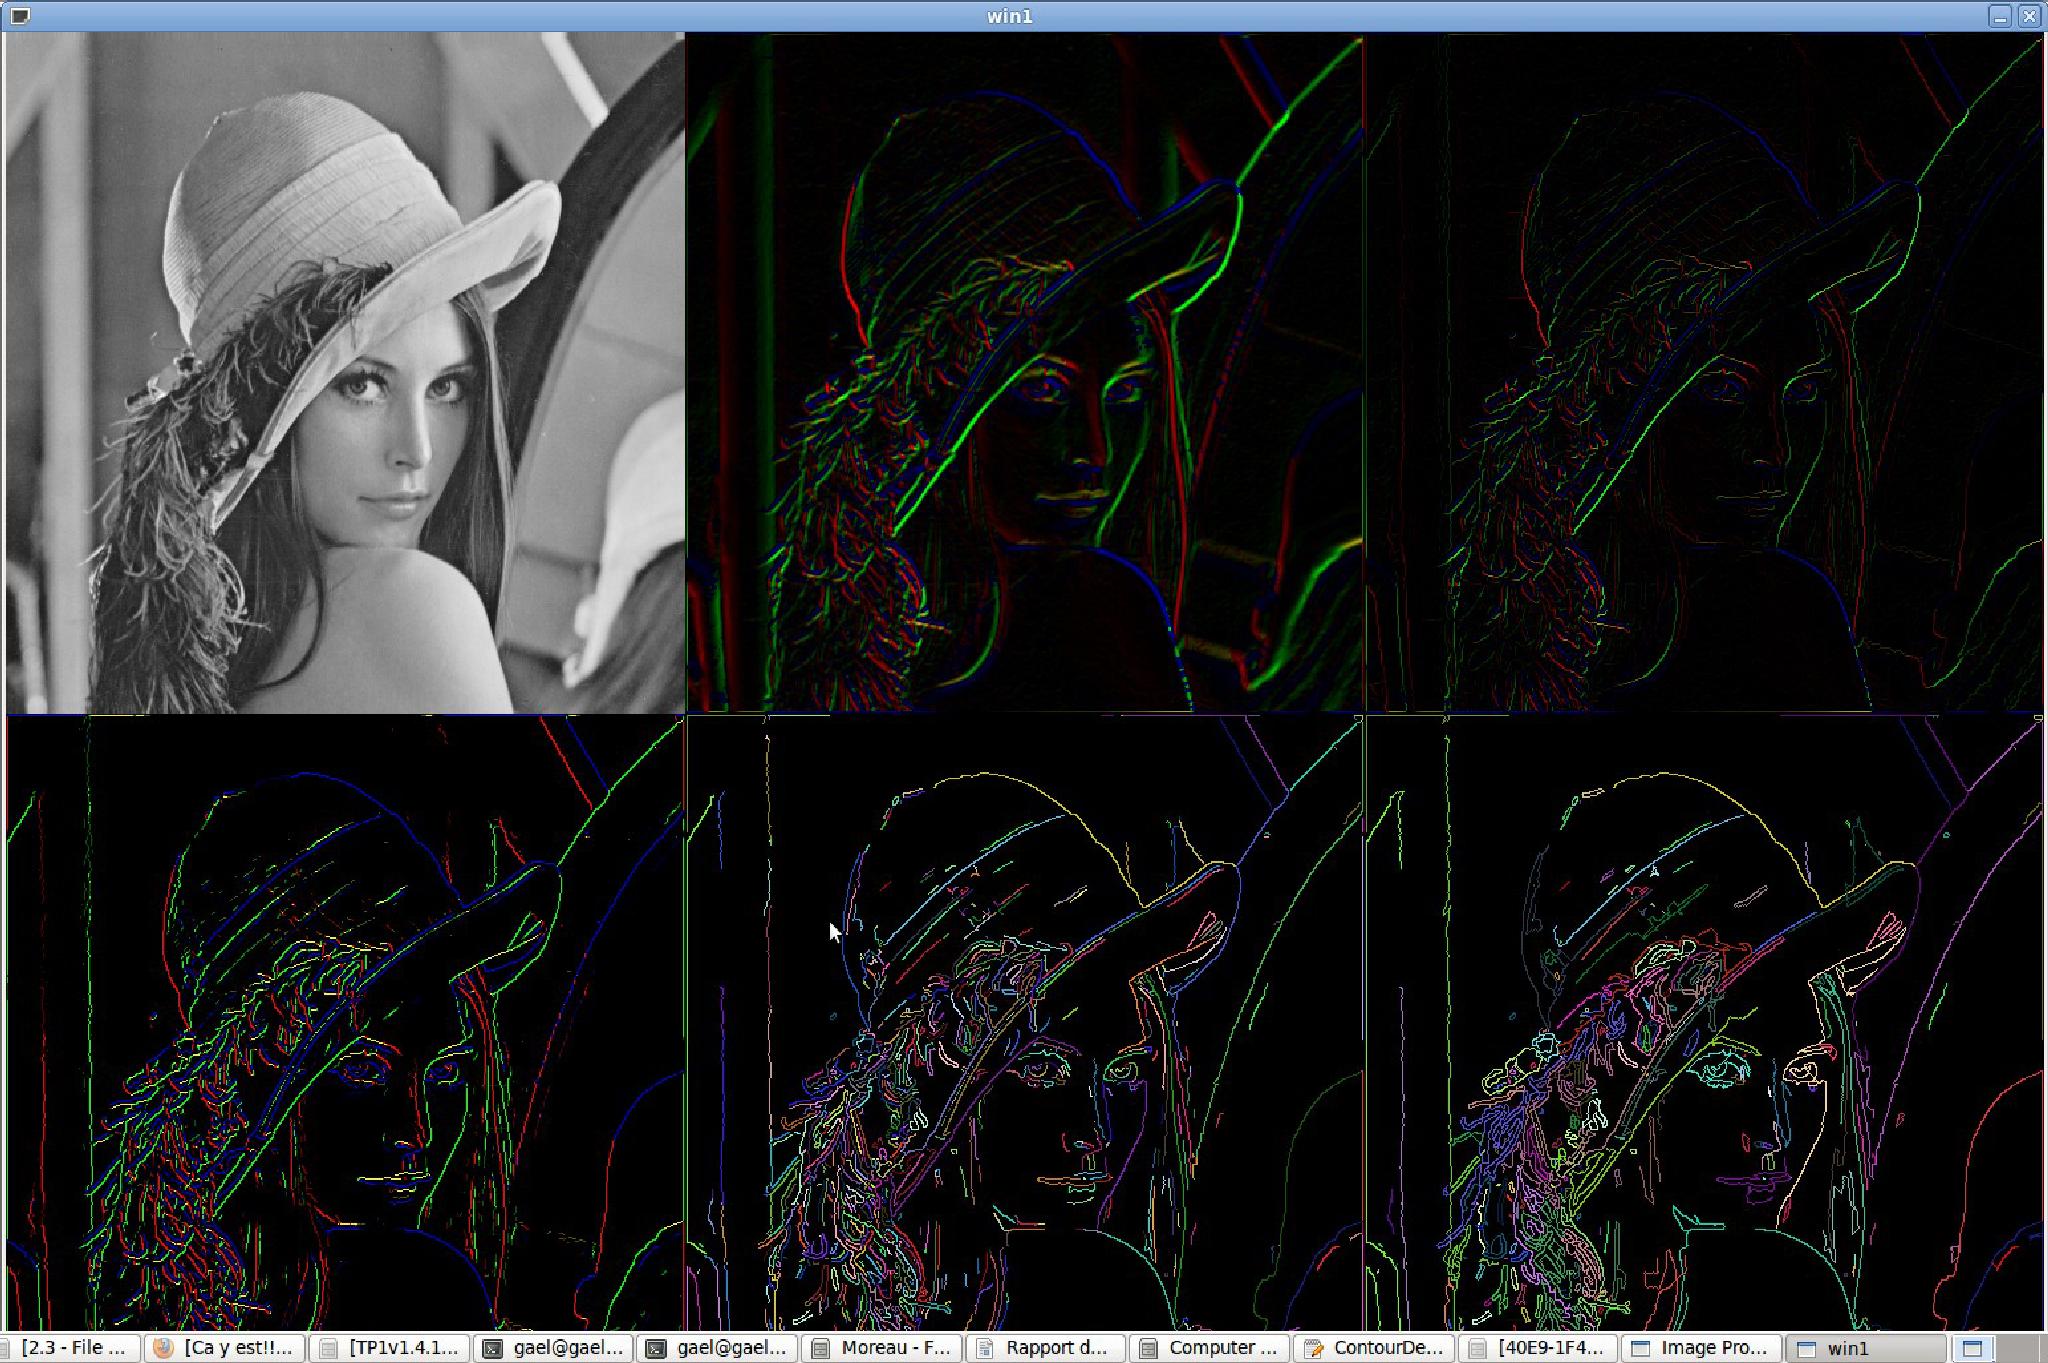 win1
[2.3 - File ...
[Ca y est!!...
[TP1v1.4.1...
gael@gael...
gael@gael...
Moreau - F...
Rapport d...
Computer ...
ContourDe...
[40E9-1F4...
Image Pro...
win1